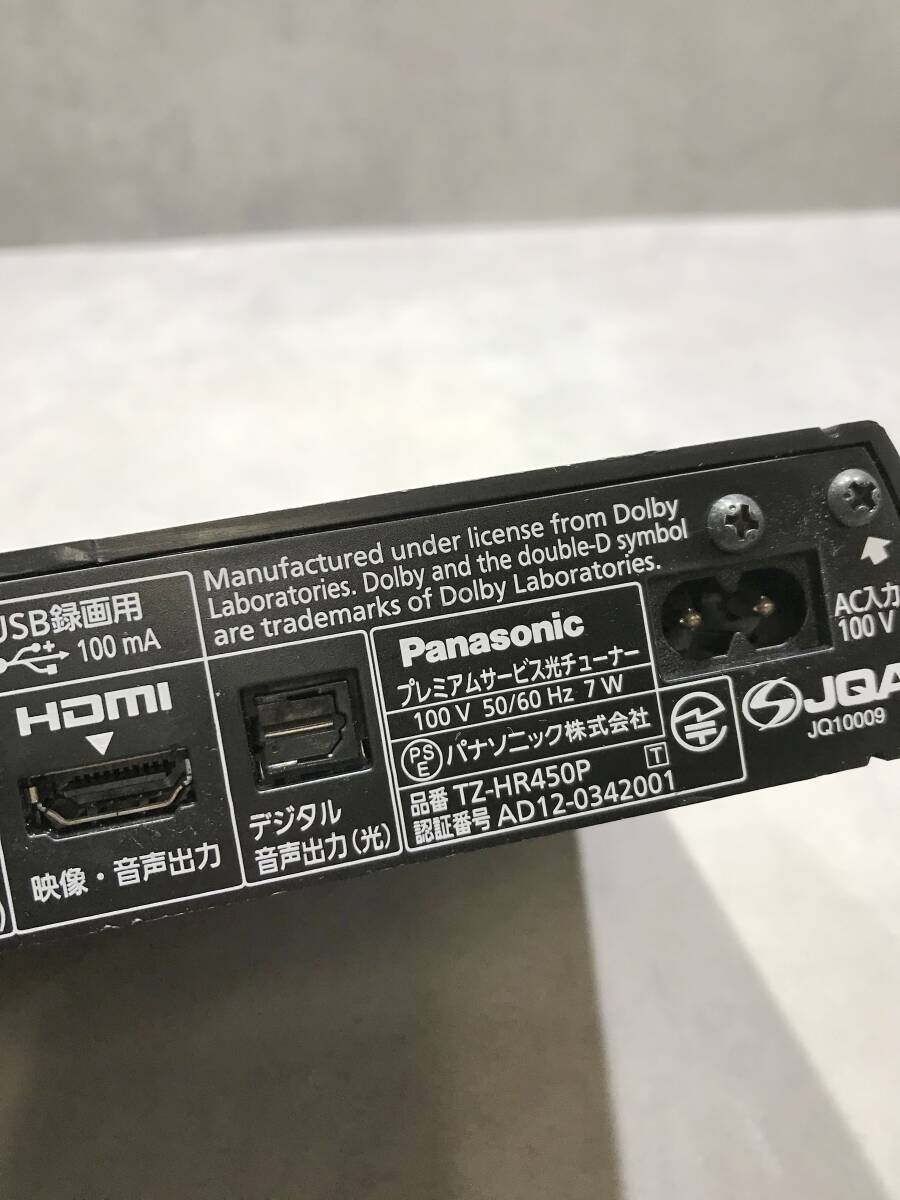 USB録画用
100 mA
HDMI
映像・音声出力
Manufactured under license from Dolby
Laboratories. Dolby and the double-D symbol
are trademarks of Dolby Laboratories.
デジタル
音声出力(光)
Panasonic
プレミアムサービス光チューナー
100 V 50/60 Hz 7 W
PSE パナソニック株式会社
品番 TZ-HR450P
T
認証番号 AD12-0342001
AC入力
100 V
JQA
JQ10009